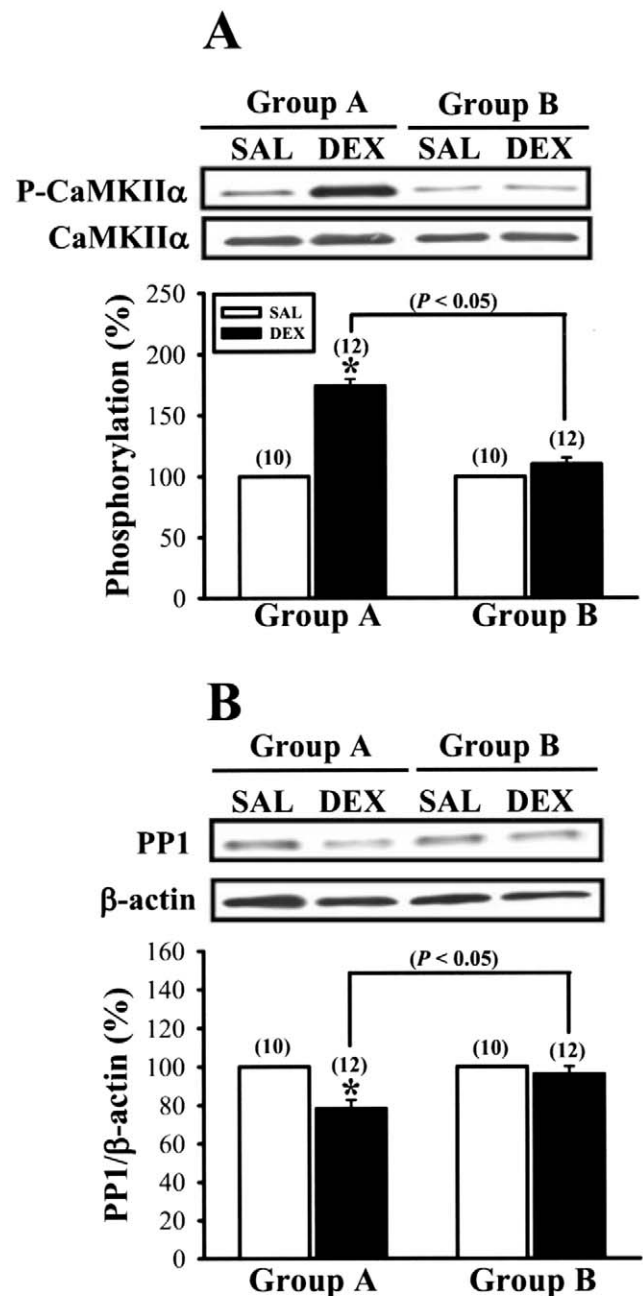 A
Group A Group B
SAL DEX SAL DEX
P-CaMKIIα
CaMKIIα
250
200
150
100
50
0
Phosphorylation (%)
SAL
DEX
(P < 0.05)
(12)
*
(10)
(10)
(12)
Group A Group B
B
Group A Group B
SAL DEX SAL DEX
PP1
β-actin
160
140
120
100
80
60
40
20
0
PP1/β-actin (%)
(P < 0.05)
(10)
(12)
*
(10)
(12)
Group A Group B